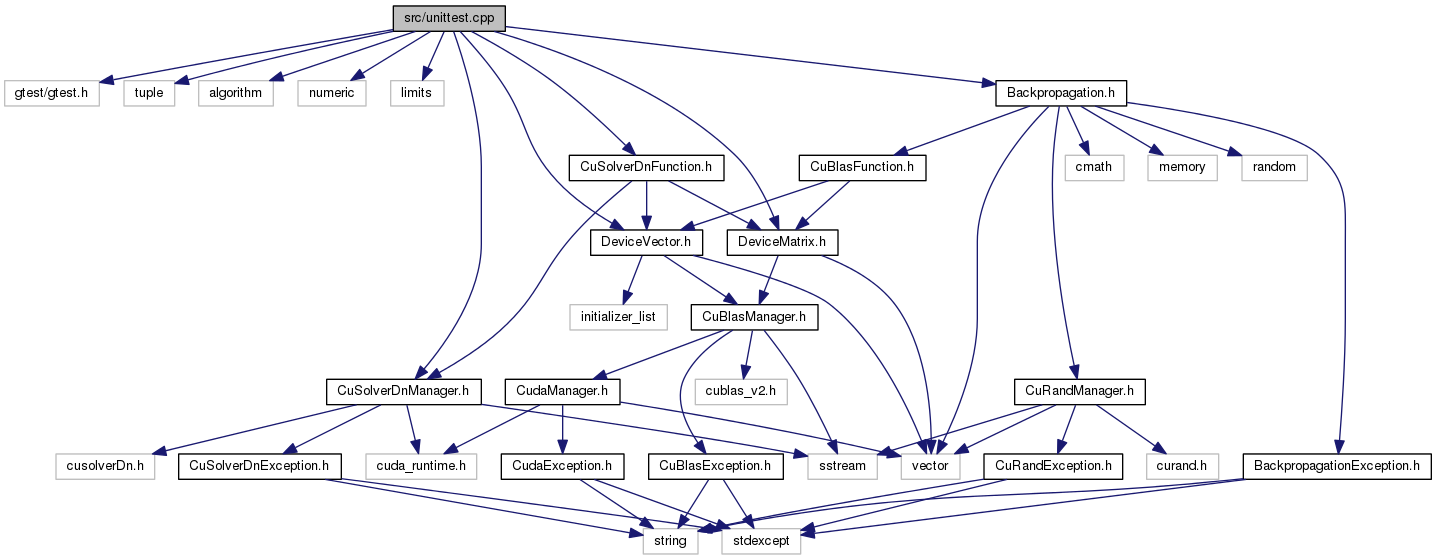 src/unittest.cpp
gtest/gtest.h
tuple
algorithm
numeric
limits
Backpropagation.h
CuSolverDnFunction.h
CuBlasFunction.h
cmath
memory
random
DeviceVector.h
DeviceMatrix.h
initializer_list
CuBlasManager.h
CuSolverDnManager.h
CudaManager.h
cublas_v2.h
CuRandManager.h
cusolverDn.h
CuSolverDnException.h
cuda_runtime.h
CudaException.h
CuBlasException.h
sstream
vector
CuRandException.h
curand.h
BackpropagationException.h
string
stdexcept